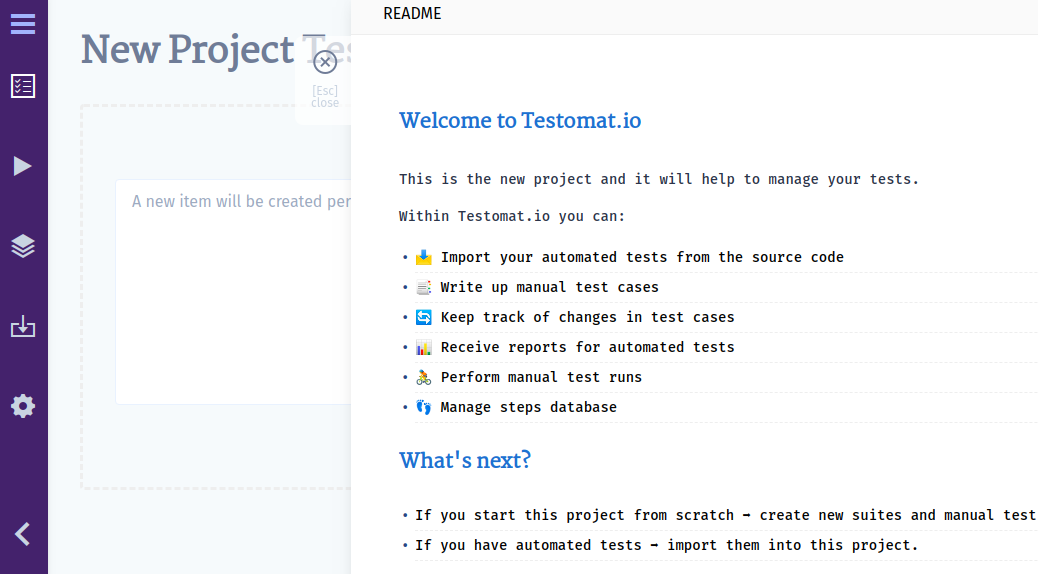 README
New Project Tes
[Esc]
close
Welcome to Testomat.io
This is the new project and it will help to manage your tests.
A new item will be created per
Within Testomat.io you can:
• Import your automated tests from the source code
• Write up manual test cases
• Keep track of changes in test cases
• Receive reports for automated tests
• Perform manual test runs
• Manage steps database
What's next?
• If you start this project from scratch → create new suites and manual test
• If you have automated tests → import them into this project.